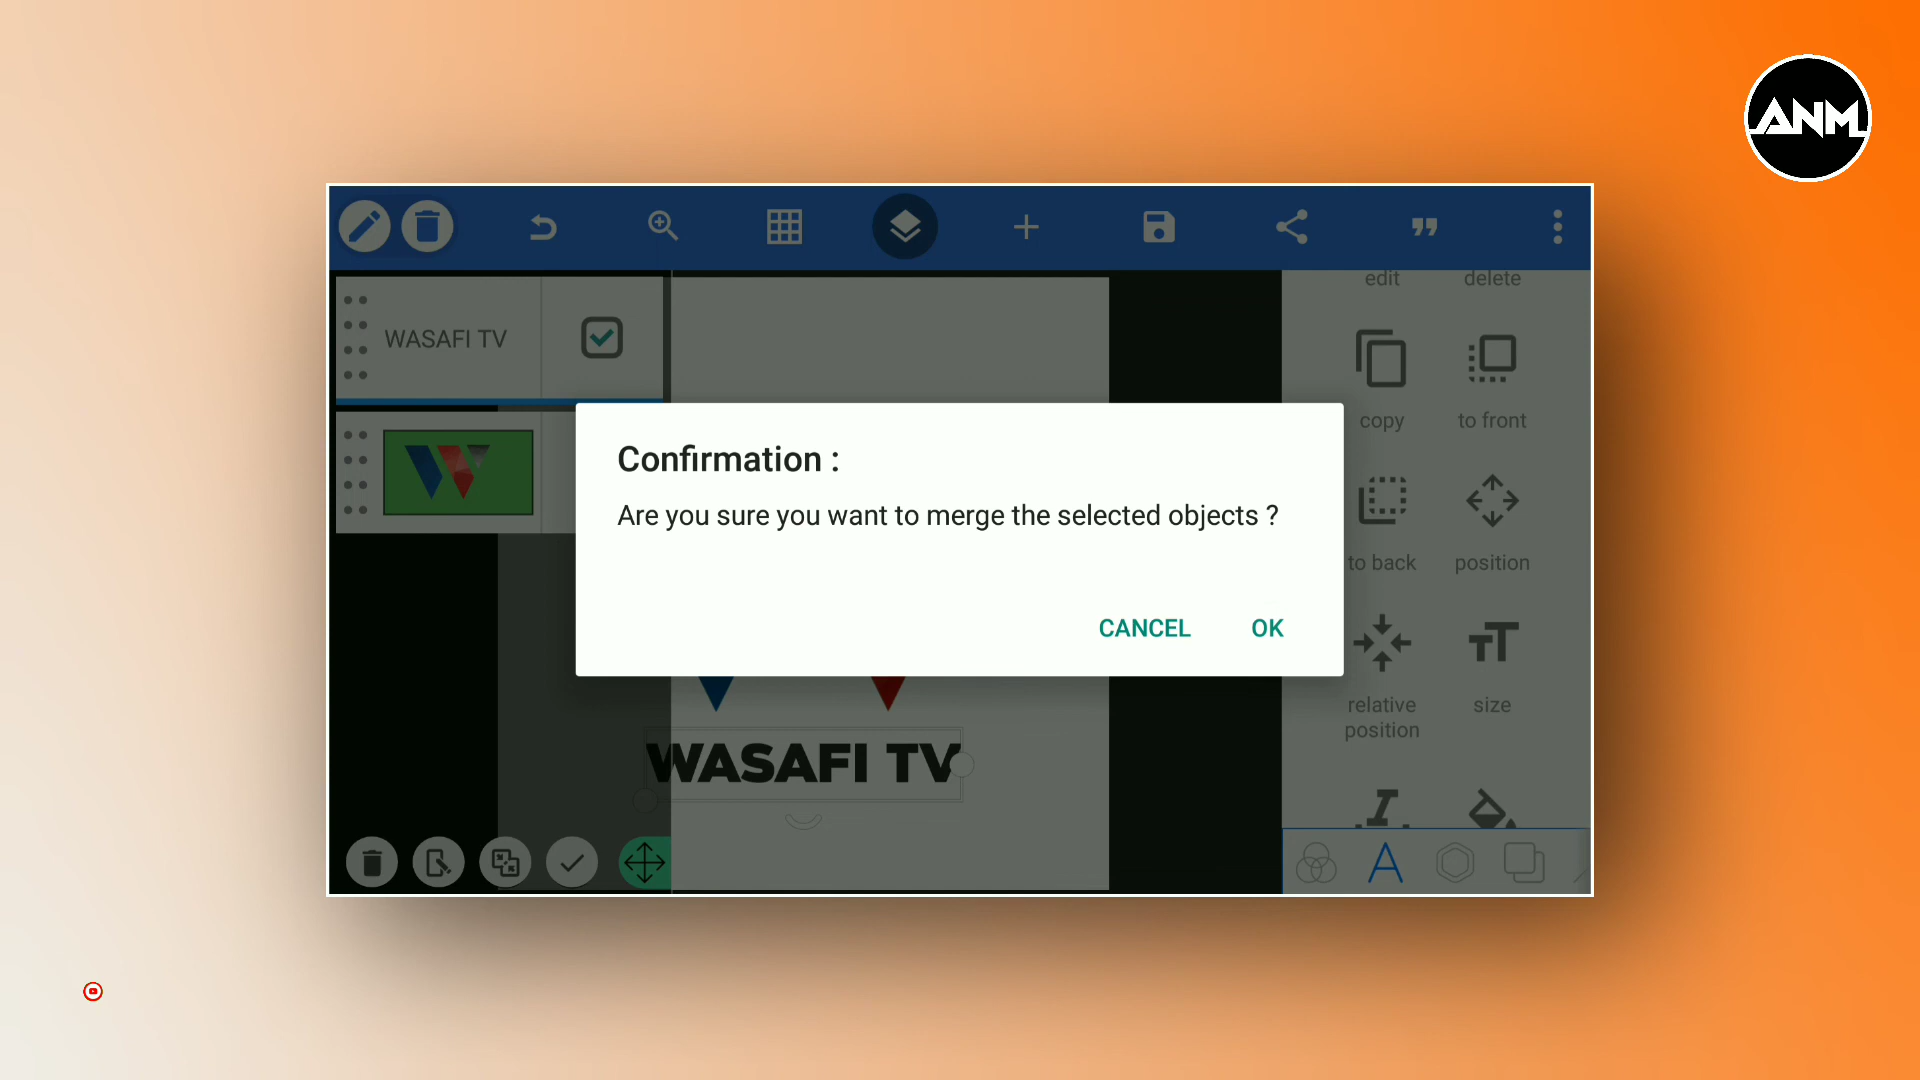 ANM
edit delete
WASAFI TV
copy to front
Confirmation :
Are you sure you want to merge the selected objects ?
to back position
CANCEL OK
relative position size
WASAFI TV